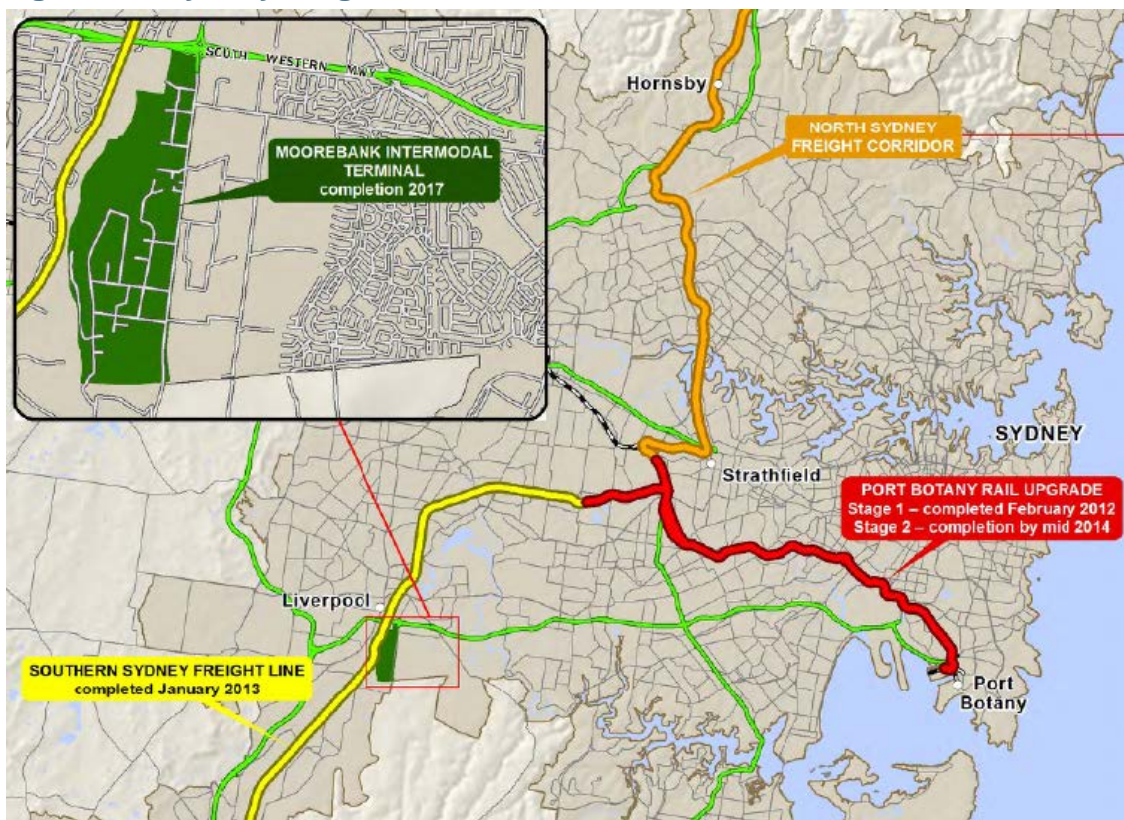 SOUTH WESTERN MWY
MOOREBANK INTERMODAL
TERMINAL
completion 2017
Hornsby
NORTH SYDNEY
FREIGHT CORRIDOR
SYDNEY
Strathfield
PORT BOTANY RAIL UPGRADE
Stage 1 – completed February 2012
Stage 2 – completion by mid 2014
Liverpool
SOUTHERN SYDNEY FREIGHT LINE
completed January 2013
Port
Botany